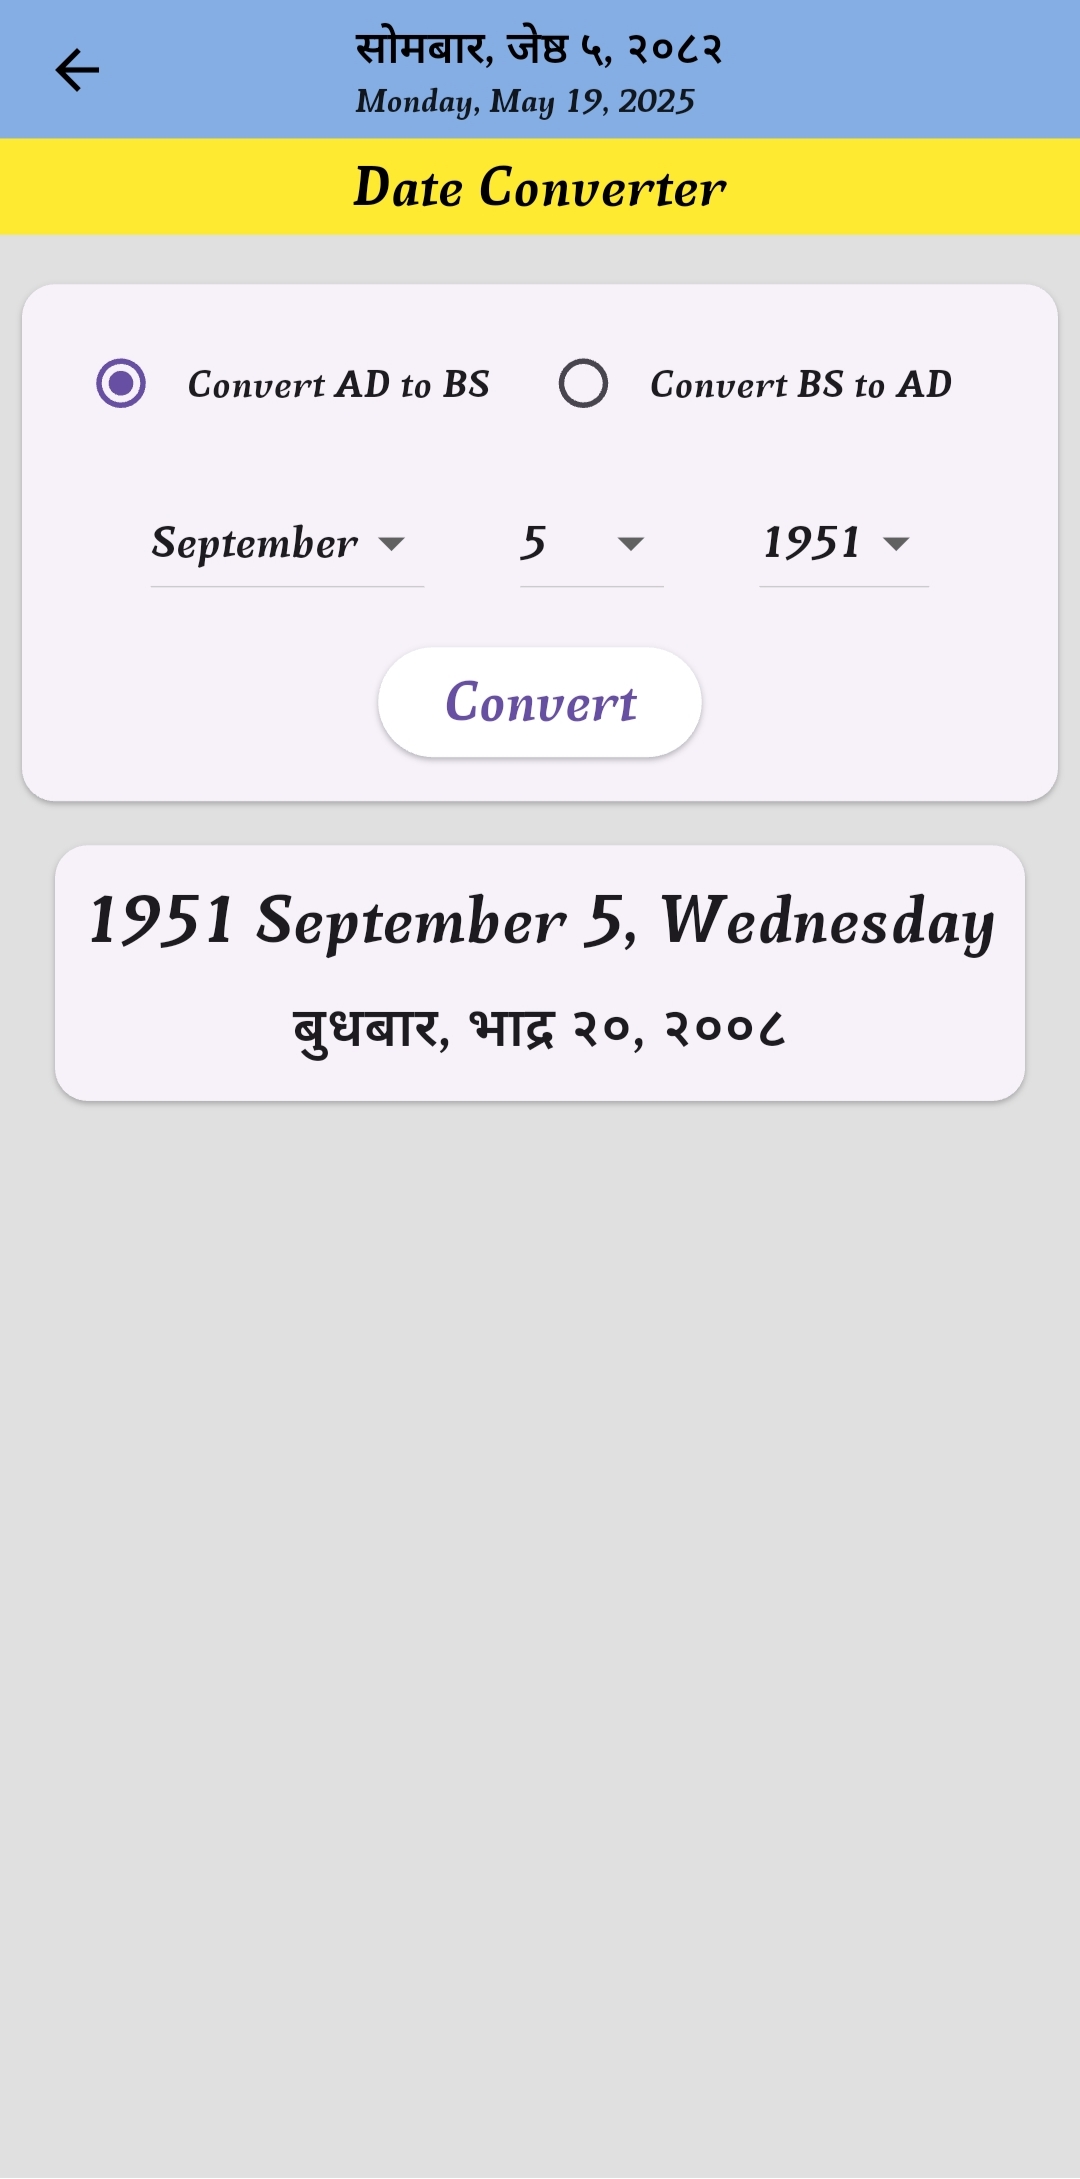 सोमबार, जेष्ठ ५, २०८२
Monday, May 19, 2025
Date Converter
Convert AD to BS
Convert BS to AD
September
5
1951
Convert
1951 September 5, Wednesday
बुधबार, भाद्र २०, २००८